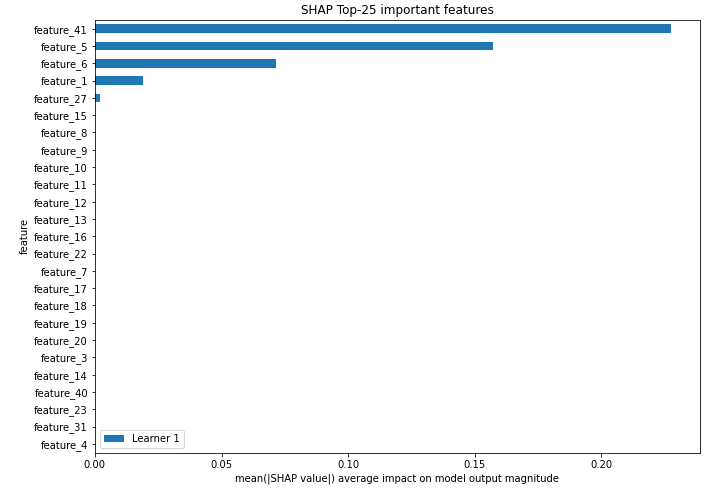 SHAP Top-25 important features
feature_41
feature_5
feature_6
feature_1
feature_27
feature_15
feature_8
feature_9
feature_10
feature_11
feature_12
feature_13
feature_16
feature_22
feature_7
feature_17
feature_18
feature_19
feature_20
feature_3
feature_14
feature_40
feature_23
feature_31
feature_4
feature
Learner 1
0.00 0.05 0.10 0.15 0.20
mean(|SHAP value|) average impact on model output magnitude